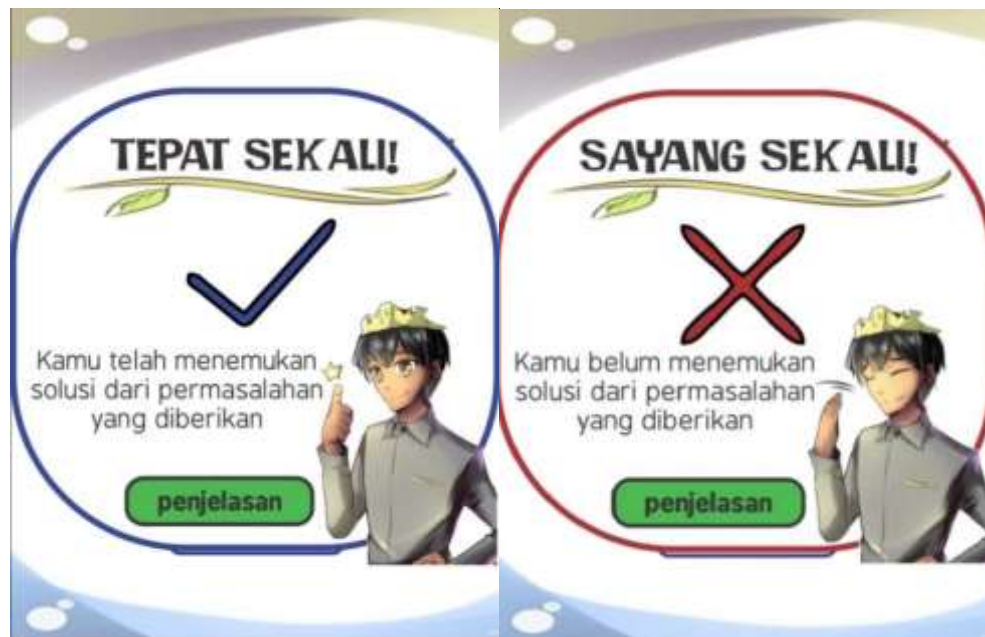 TEPAT SEKALI!
Kamu telah menemukan
solusi dari permasalahan
yang diberikan
penjelasan
SAYANG SEKALI!
Kamu belum menemukan
solusi dari permasalahan
yang diberikan
penjelasan